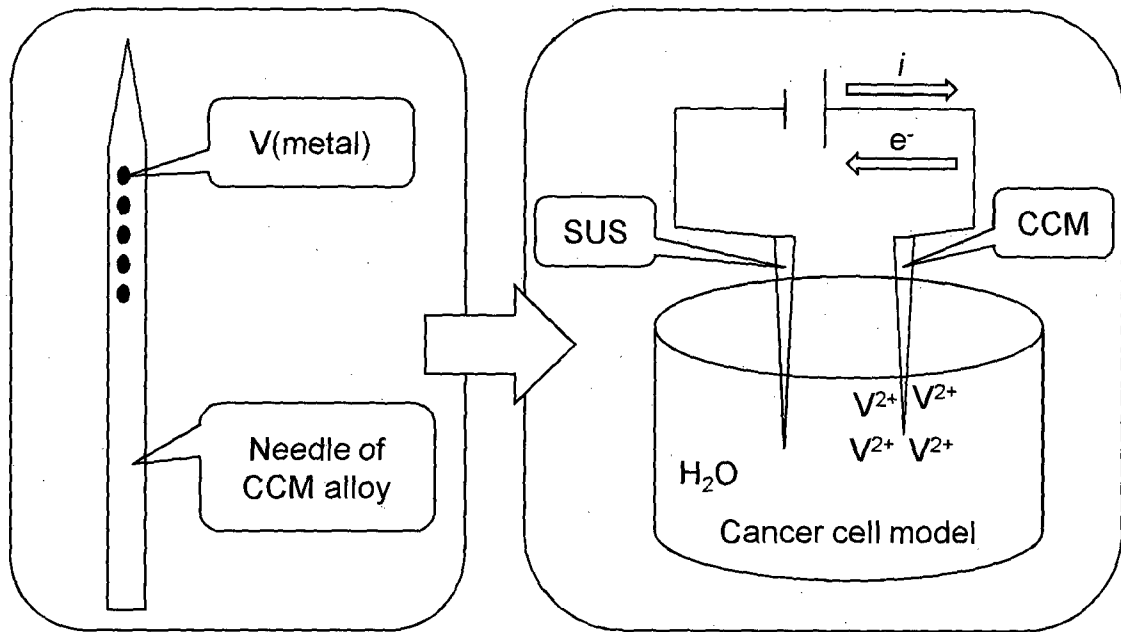 V(metal)
Needle of
CCM alloy
i
e-
SUS
CCM
V2+ V2+
V2+ V2+
H2O
Cancer cell model